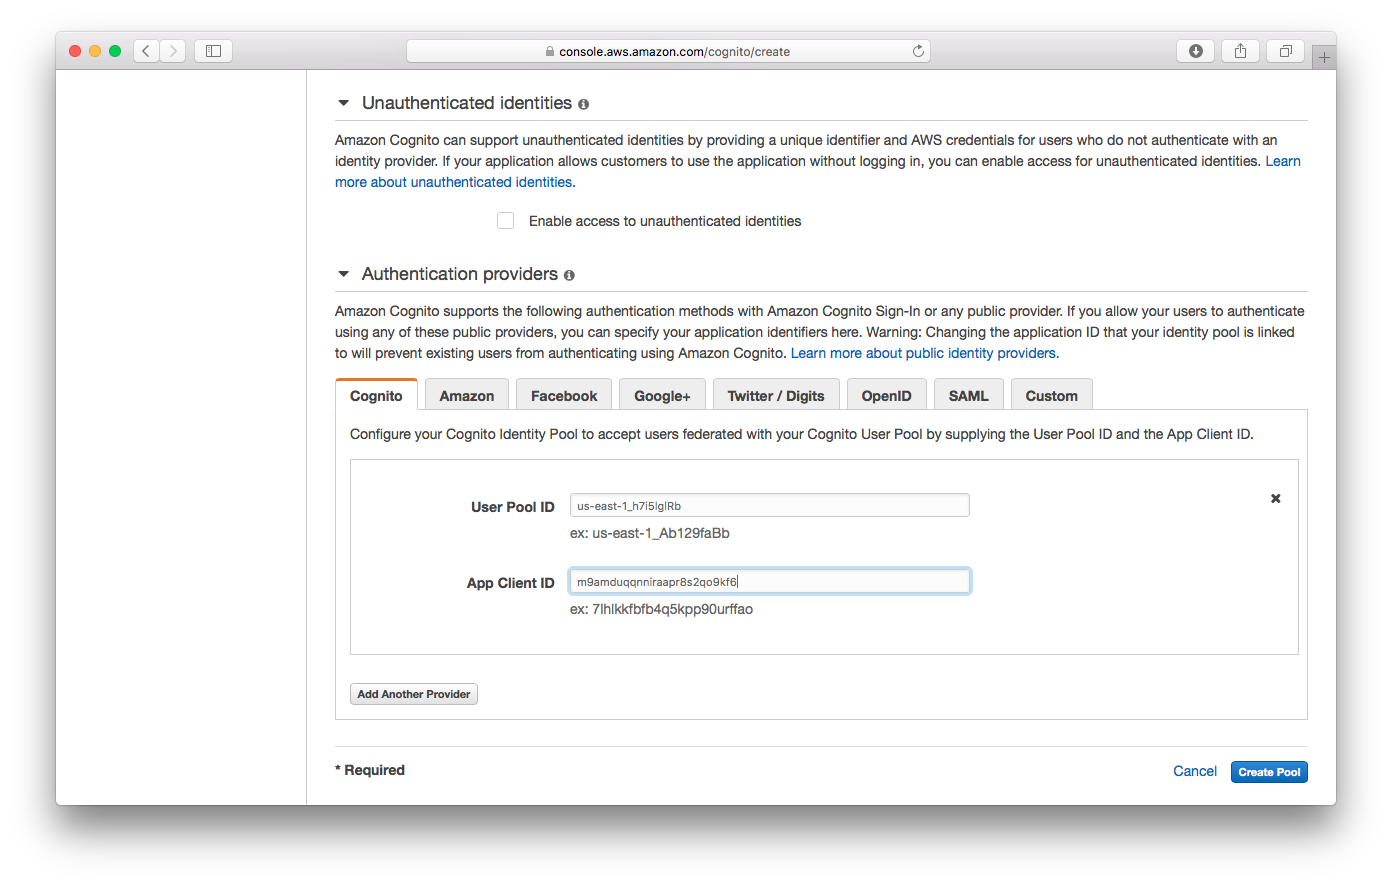 console.aws.amazon.com/cognito/create
Unauthenticated identities
Amazon Cognito can support unauthenticated identities by providing a unique identifier and AWS credentials for users who do not authenticate with an
identity provider. If your application allows customers to use the application without logging in, you can enable access for unauthenticated identities. Learn
more about unauthenticated identities.
Enable access to unauthenticated identities
Authentication providers
Amazon Cognito supports the following authentication methods with Amazon Cognito Sign-In or any public provider. If you allow your users to authenticate
using any of these public providers, you can specify your application identifiers here. Warning: Changing the application ID that your identity pool is linked
to will prevent existing users from authenticating using Amazon Cognito. Learn more about public identity providers.
Cognito Amazon Facebook Google+ Twitter / Digits OpenID SAML Custom
Configure your Cognito Identity Pool to accept users federated with your Cognito User Pool by supplying the User Pool ID and the App Client ID.
User Pool ID us-east-1_h7i5IglRb
ex: us-east-1_Ab129faBb
App Client ID m9amduqqnniraapr8s2qo9kf6
ex: 7lhlkkfbfb4q5kpp90urffao
Add Another Provider
* Required
Cancel Create Pool